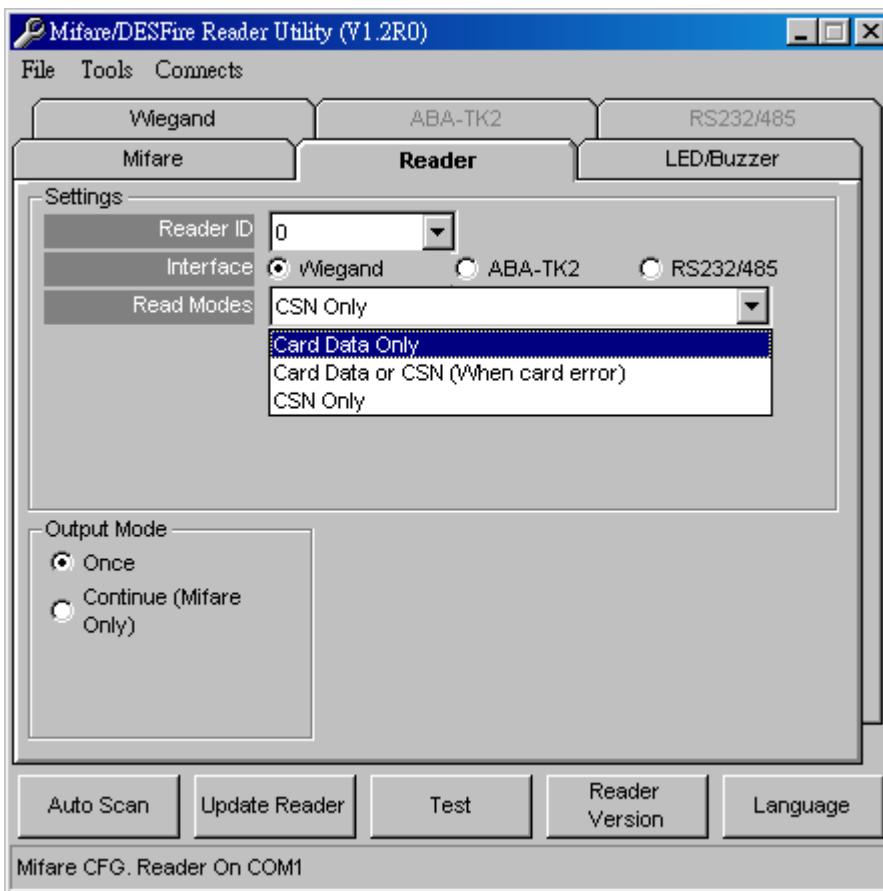 Mifare/DESFire Reader Utility (V1.2R0)
File Tools Connects
Wiegand ABA-TK2 RS232/485
Mifare Reader LED/Buzzer
Settings
Reader ID 0
Interface Wiegand ABA-TK2 RS232/485
Read Modes CSN Only
Card Data Only
Card Data or CSN (When card error)
CSN Only
Output Mode
Once
Continue (Mifare
Only)
Auto Scan Update Reader Test Reader Version Language
Mifare CFG. Reader On COM1